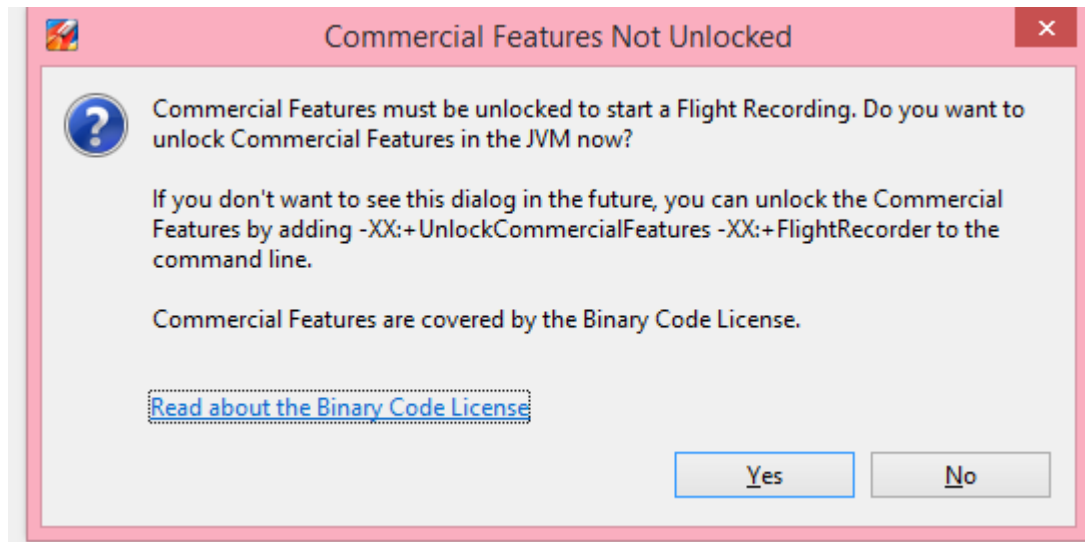 Commercial Features Not Unlocked
Commercial Features must be unlocked to start a Flight Recording. Do you want to
unlock Commercial Features in the JVM now?
If you don't want to see this dialog in the future, you can unlock the Commercial
Features by adding -XX:+UnlockCommercialFeatures -XX:+FlightRecorder to the
command line.
Commercial Features are covered by the Binary Code License.
Read about the Binary Code License
Yes
No